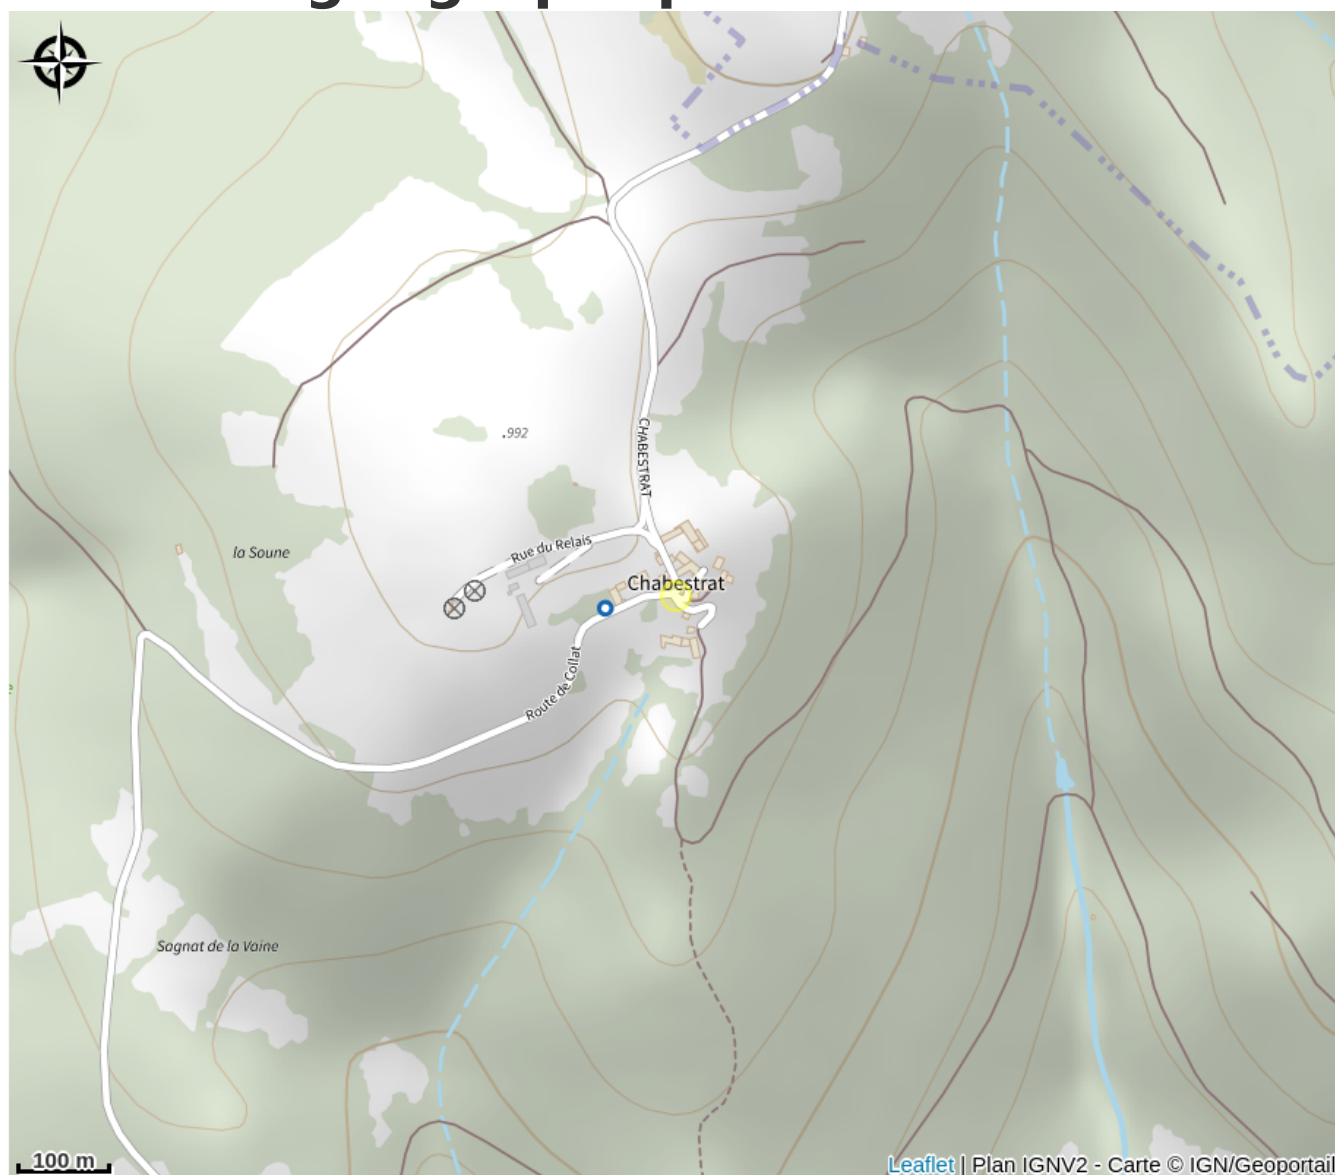 .992
CHABESTRAT
Rue du Relais
la Soune
Chabestrat
Route de Collat
Sagnat de la Vaine
100 m
Leaflet | Plan IGNV2 - Carte © IGN/Geoportail